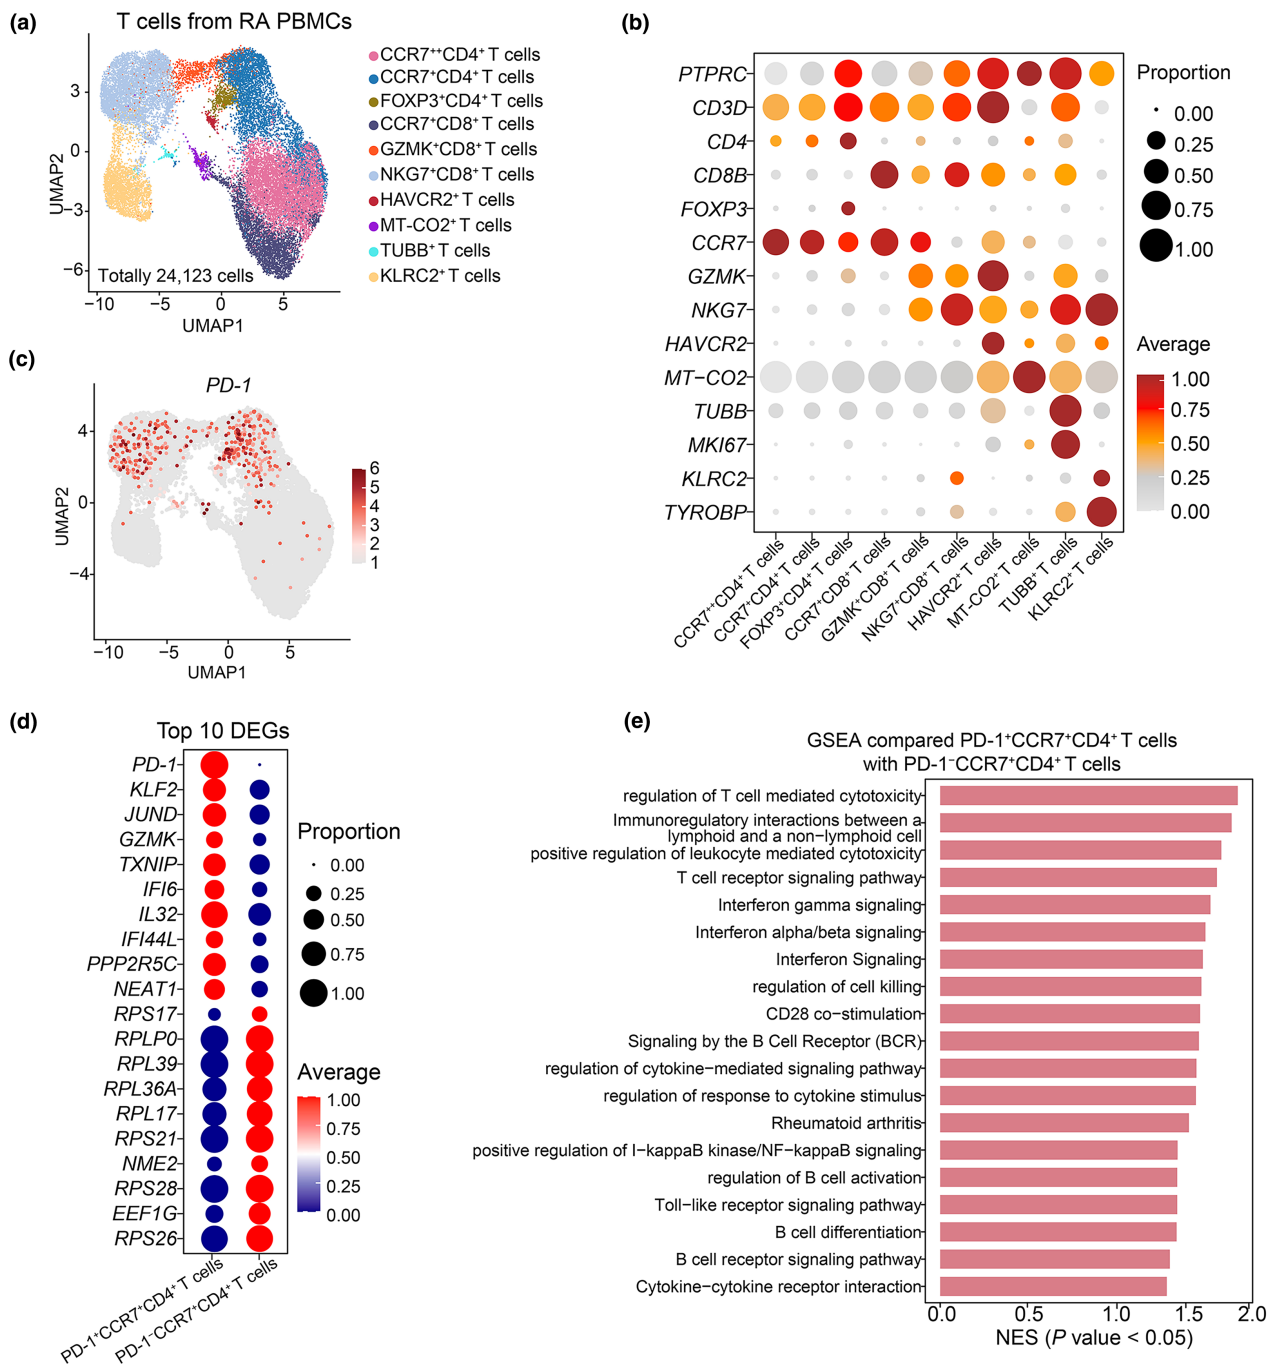 (a)
T cells from RA PBMCs
UMAP2
3
0
−3
−6
−10
−5
0
5
UMAP1
Totally 24,123 cells
CCR7⁺⁺CD4⁺ T cells
CCR7⁺CD4⁺ T cells
FOXP3⁺CD4⁺ T cells
CCR7⁺CD8⁺ T cells
GZMK⁺CD8⁺ T cells
NKG7⁺CD8⁺ T cells
HAVCR2⁺ T cells
MT-CO2⁺ T cells
TUBB⁺ T cells
KLRC2⁺ T cells
(b)
PTPRC
CD3D
CD4
CD8B
FOXP3
CCR7
GZMK
NKG7
HAVCR2
MT−CO2
TUBB
MKI67
KLRC2
TYROBP
CCR7⁺⁺CD4⁺ T cells
CCR7⁺CD4⁺ T cells
FOXP3⁺CD4⁺ T cells
CCR7⁺CD8⁺ T cells
GZMK⁺CD8⁺ T cells
NKG7⁺CD8⁺ T cells
HAVCR2⁺ T cells
MT-CO2⁺ T cells
TUBB⁺ T cells
KLRC2⁺ T cells
Proportion
0.00
0.25
0.50
0.75
1.00
Average
1.00
0.75
0.50
0.25
0.00
(c)
PD-1
UMAP2
4
0
−4
−10
−5
0
5
UMAP1
6
5
4
3
2
1
(d)
Top 10 DEGs
PD-1
KLF2
JUND
GZMK
TXNIP
IFI6
IL32
IFI44L
PPP2R5C
NEAT1
RPS17
RPLP0
RPL39
RPL36A
RPL17
RPS21
NME2
RPS28
EEF1G
RPS26
PD-1⁺CCR7⁺CD4⁺ T cells
PD-1⁻CCR7⁺CD4⁺ T cells
Proportion
0.00
0.25
0.50
0.75
1.00
Average
1.00
0.75
0.50
0.25
0.00
(e)
GSEA compared PD-1⁺CCR7⁺CD4⁺ T cells
with PD-1⁻CCR7⁺CD4⁺ T cells
regulation of T cell mediated cytotoxicity
Immunoregulatory interactions between a
lymphoid and a non−lymphoid cell
positive regulation of leukocyte mediated cytotoxicity
T cell receptor signaling pathway
Interferon gamma signaling
Interferon alpha/beta signaling
Interferon Signaling
regulation of cell killing
CD28 co−stimulation
Signaling by the B Cell Receptor (BCR)
regulation of cytokine−mediated signaling pathway
regulation of response to cytokine stimulus
Rheumatoid arthritis
positive regulation of I−kappaB kinase/NF−kappaB signaling
regulation of B cell activation
Toll−like receptor signaling pathway
B cell differentiation
B cell receptor signaling pathway
Cytokine−cytokine receptor interaction
0.0
0.5
1.0
1.5
2.0
NES (P value < 0.05)